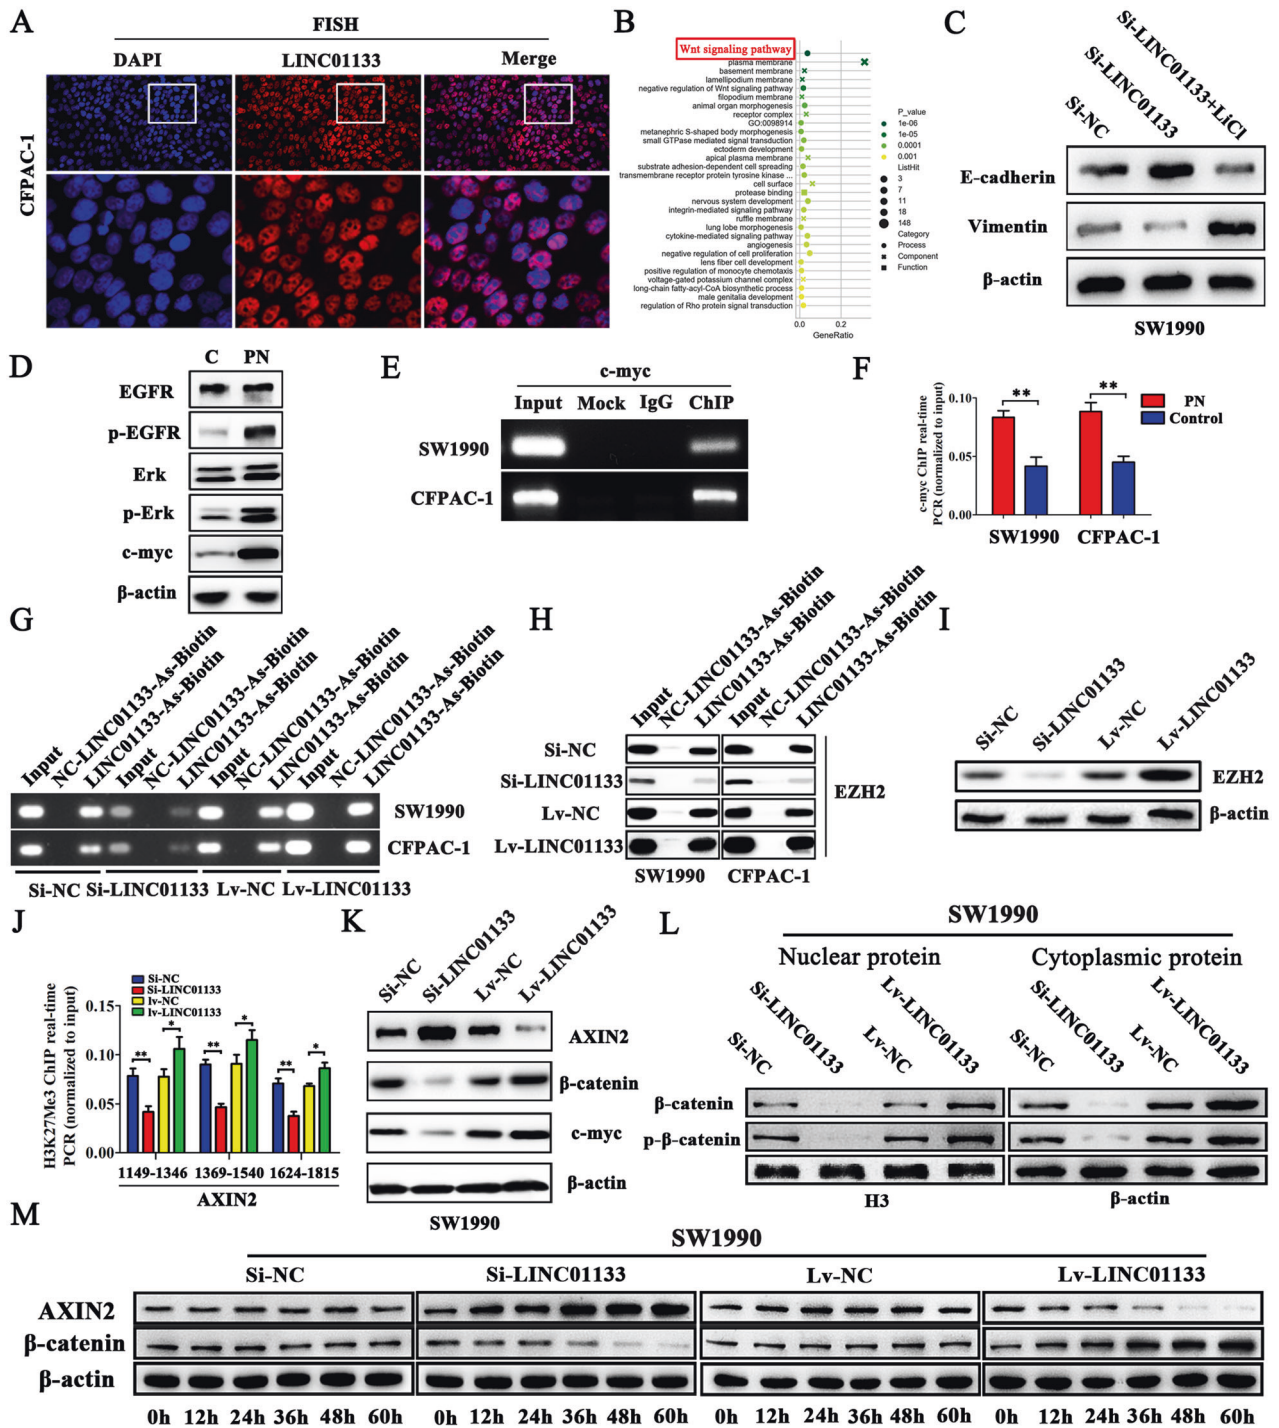 A
FISH
DAPI LINC01133 Merge
CFPAC-1
B
Wnt signaling pathway
plasma membrane
basement membrane
lamellipodium membrane
negative regulation of Wnt signaling pathway
filopodium membrane
animal organ morphogenesis
receptor complex
GO:0098914
metanephric S-shaped body morphogenesis
small GTPase mediated signal transduction
ectoderm development
apical plasma membrane
substrate adhesion-dependent cell spreading
transmembrane receptor protein tyrosine kinase ...
cell surface
protease binding
nervous system development
integrin-mediated signaling pathway
ruffle membrane
lung lobe morphogenesis
cytokine-mediated signaling pathway
angiogenesis
negative regulation of cell proliferation
lens fiber cell development
positive regulation of monocyte chemotaxis
voltage-gated potassium channel complex
long-chain fatty-acyl-CoA biosynthetic process
male genitalia development
regulation of Rho protein signal transduction
0.0 0.2
GeneRatio
P_value
1e-06
1e-05
0.0001
0.001
ListHit
3
7
11
18
148
Category
Process
Component
Function
C
Si-NC
Si-LINC01133
Si-LINC01133+LiCl
E-cadherin
Vimentin
β-actin
SW1990
D
C PN
EGFR
p-EGFR
Erk
p-Erk
c-myc
β-actin
E
c-myc
Input Mock IgG ChIP
SW1990
CFPAC-1
F
c-myc ChIP real-time
PCR (normalized to input)
0.10
0.05
0.00
** **
PN
Control
SW1990 CFPAC-1
G
Input
NC-LINC01133-As-Biotin
LINC01133-As-Biotin
Input
NC-LINC01133-As-Biotin
LINC01133-As-Biotin
Input
NC-LINC01133-As-Biotin
LINC01133-As-Biotin
Input
NC-LINC01133-As-Biotin
LINC01133-As-Biotin
SW1990
CFPAC-1
Si-NC Si-LINC01133 Lv-NC Lv-LINC01133
H
Input
NC-LINC01133-As-Biotin
LINC01133-As-Biotin
Input
NC-LINC01133-As-Biotin
LINC01133-As-Biotin
Si-NC
Si-LINC01133
Lv-NC
Lv-LINC01133
EZH2
SW1990 CFPAC-1
I
Si-NC
Si-LINC01133
Lv-NC
Lv-LINC01133
EZH2
β-actin
J
H3K27Me3 ChIP real-time
PCR (normalized to input)
Si-NC
Si-LINC01133
lv-NC
lv-LINC01133
0.15
0.10
0.05
0.00
** * ** * ** *
1149-1346 1369-1540 1624-1815
AXIN2
K
Si-NC
Si-LINC01133
Lv-NC
Lv-LINC01133
AXIN2
β-catenin
c-myc
β-actin
SW1990
L
SW1990
Nuclear protein Cytoplasmic protein
Si-NC
Si-LINC01133
Lv-NC
Lv-LINC01133
Si-NC
Si-LINC01133
Lv-NC
Lv-LINC01133
β-catenin
p-β-catenin
H3 β-actin
M
SW1990
Si-NC Si-LINC01133 Lv-NC Lv-LINC01133
AXIN2
β-catenin
β-actin
0h 12h 24h 36h 48h 60h 0h 12h 24h 36h 48h 60h 0h 12h 24h 36h 48h 60h 0h 12h 24h 36h 48h 60h